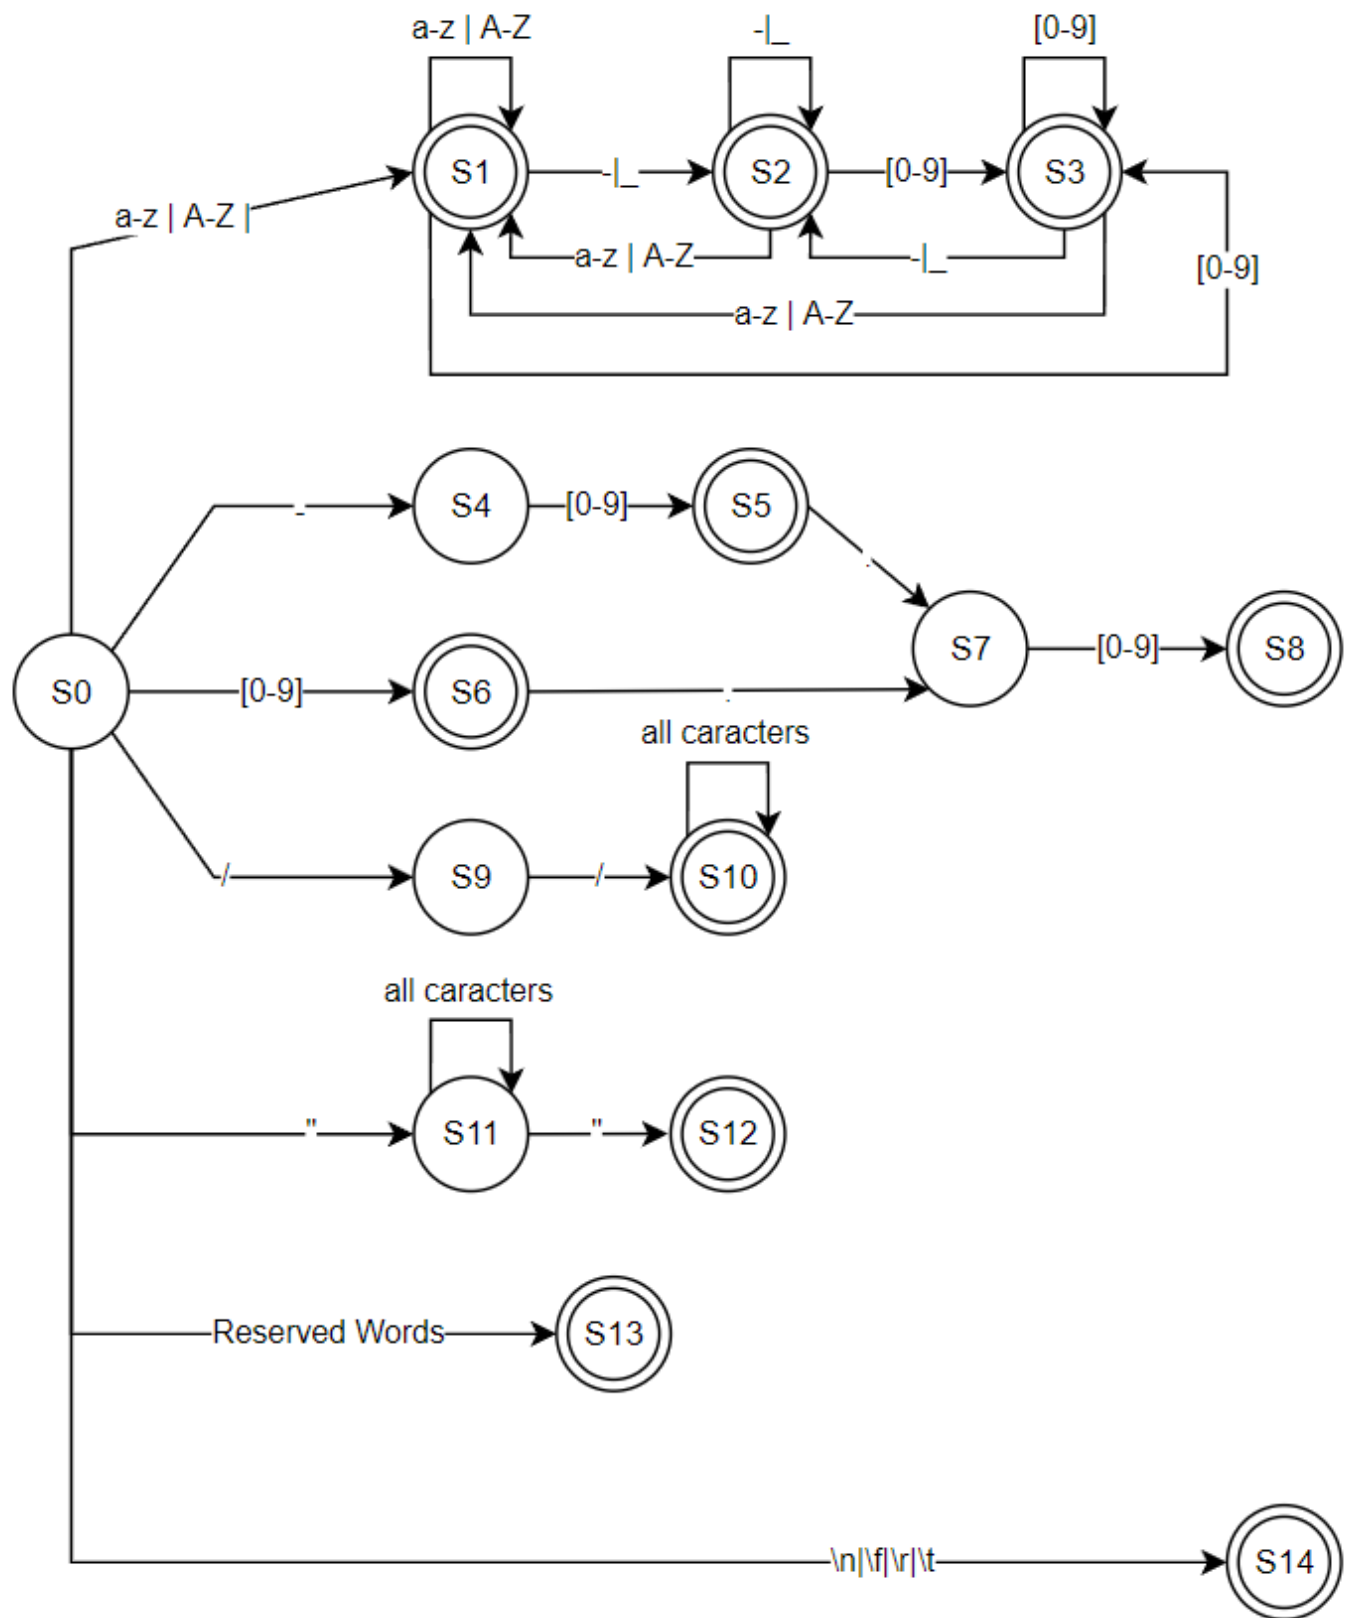 a-z | A-Z
-|_
[0-9]
S1
-|_
S2
[0-9]
S3
a-z | A-Z |
a-z | A-Z
-|_
[0-9]
a-z | A-Z
-
S4
[0-9]
S5
.
S7
[0-9]
S8
S0
[0-9]
S6
.
all caracters
/
S9
/
S10
all caracters
"
S11
"
S12
Reserved Words
S13
\n|\f|\r|\t
S14